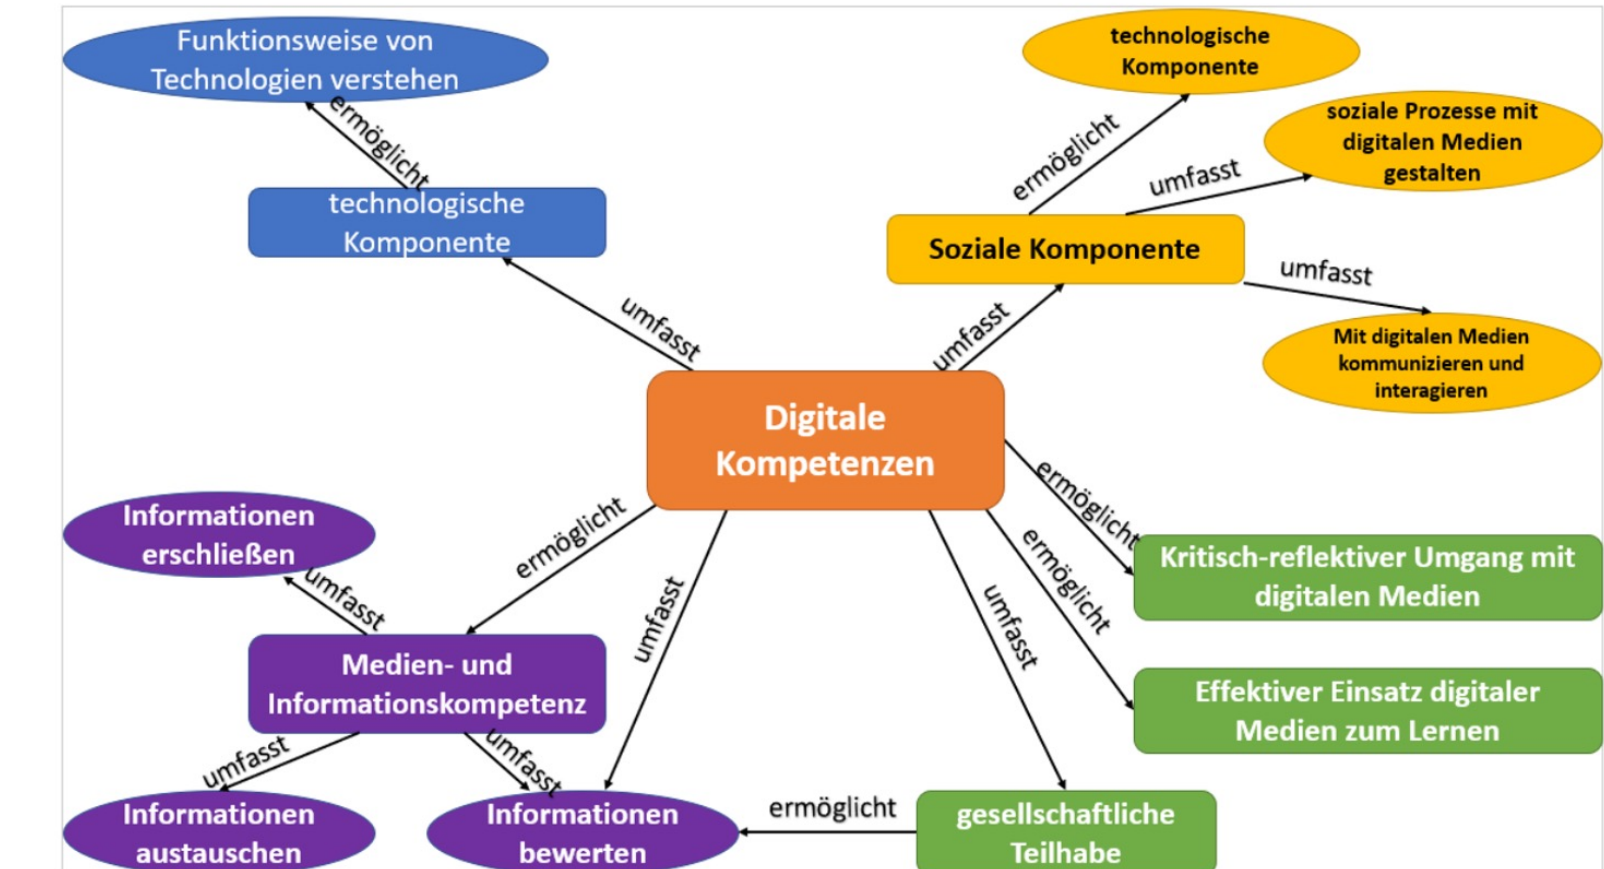 Funktionsweise von
Technologien verstehen
ermöglicht
technologische
Komponente
umfasst
technologische
Komponente
ermöglicht
soziale Prozesse mit
digitalen Medien
gestalten
umfasst
Soziale Komponente
umfasst
umfasst
Mit digitalen Medien
kommunizieren und
interagieren
Digitale
Kompetenzen
ermöglicht
umfasst
umfasst
ermöglicht
ermöglicht
Kritisch-reflektiver Umgang mit
digitalen Medien
Effektiver Einsatz digitaler
Medien zum Lernen
Informationen
erschließen
umfasst
Medien- und
Informationskompetenz
umfasst
umfasst
Informationen
austauschen
Informationen
bewerten
ermöglicht
gesellschaftliche
Teilhabe